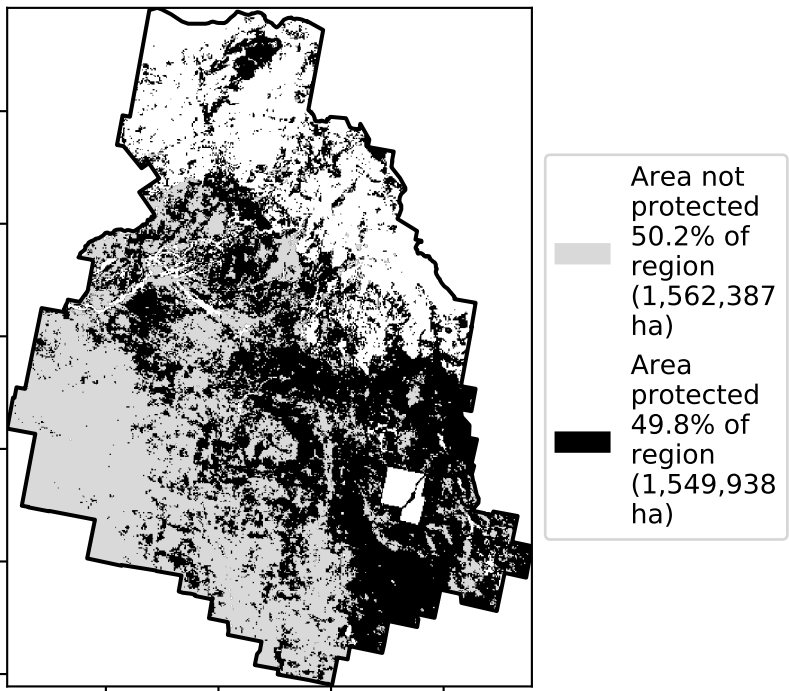 Area not
protected
50.2% of
region
(1,562,387
ha)
Area
protected
49.8% of
region
(1,549,938
ha)